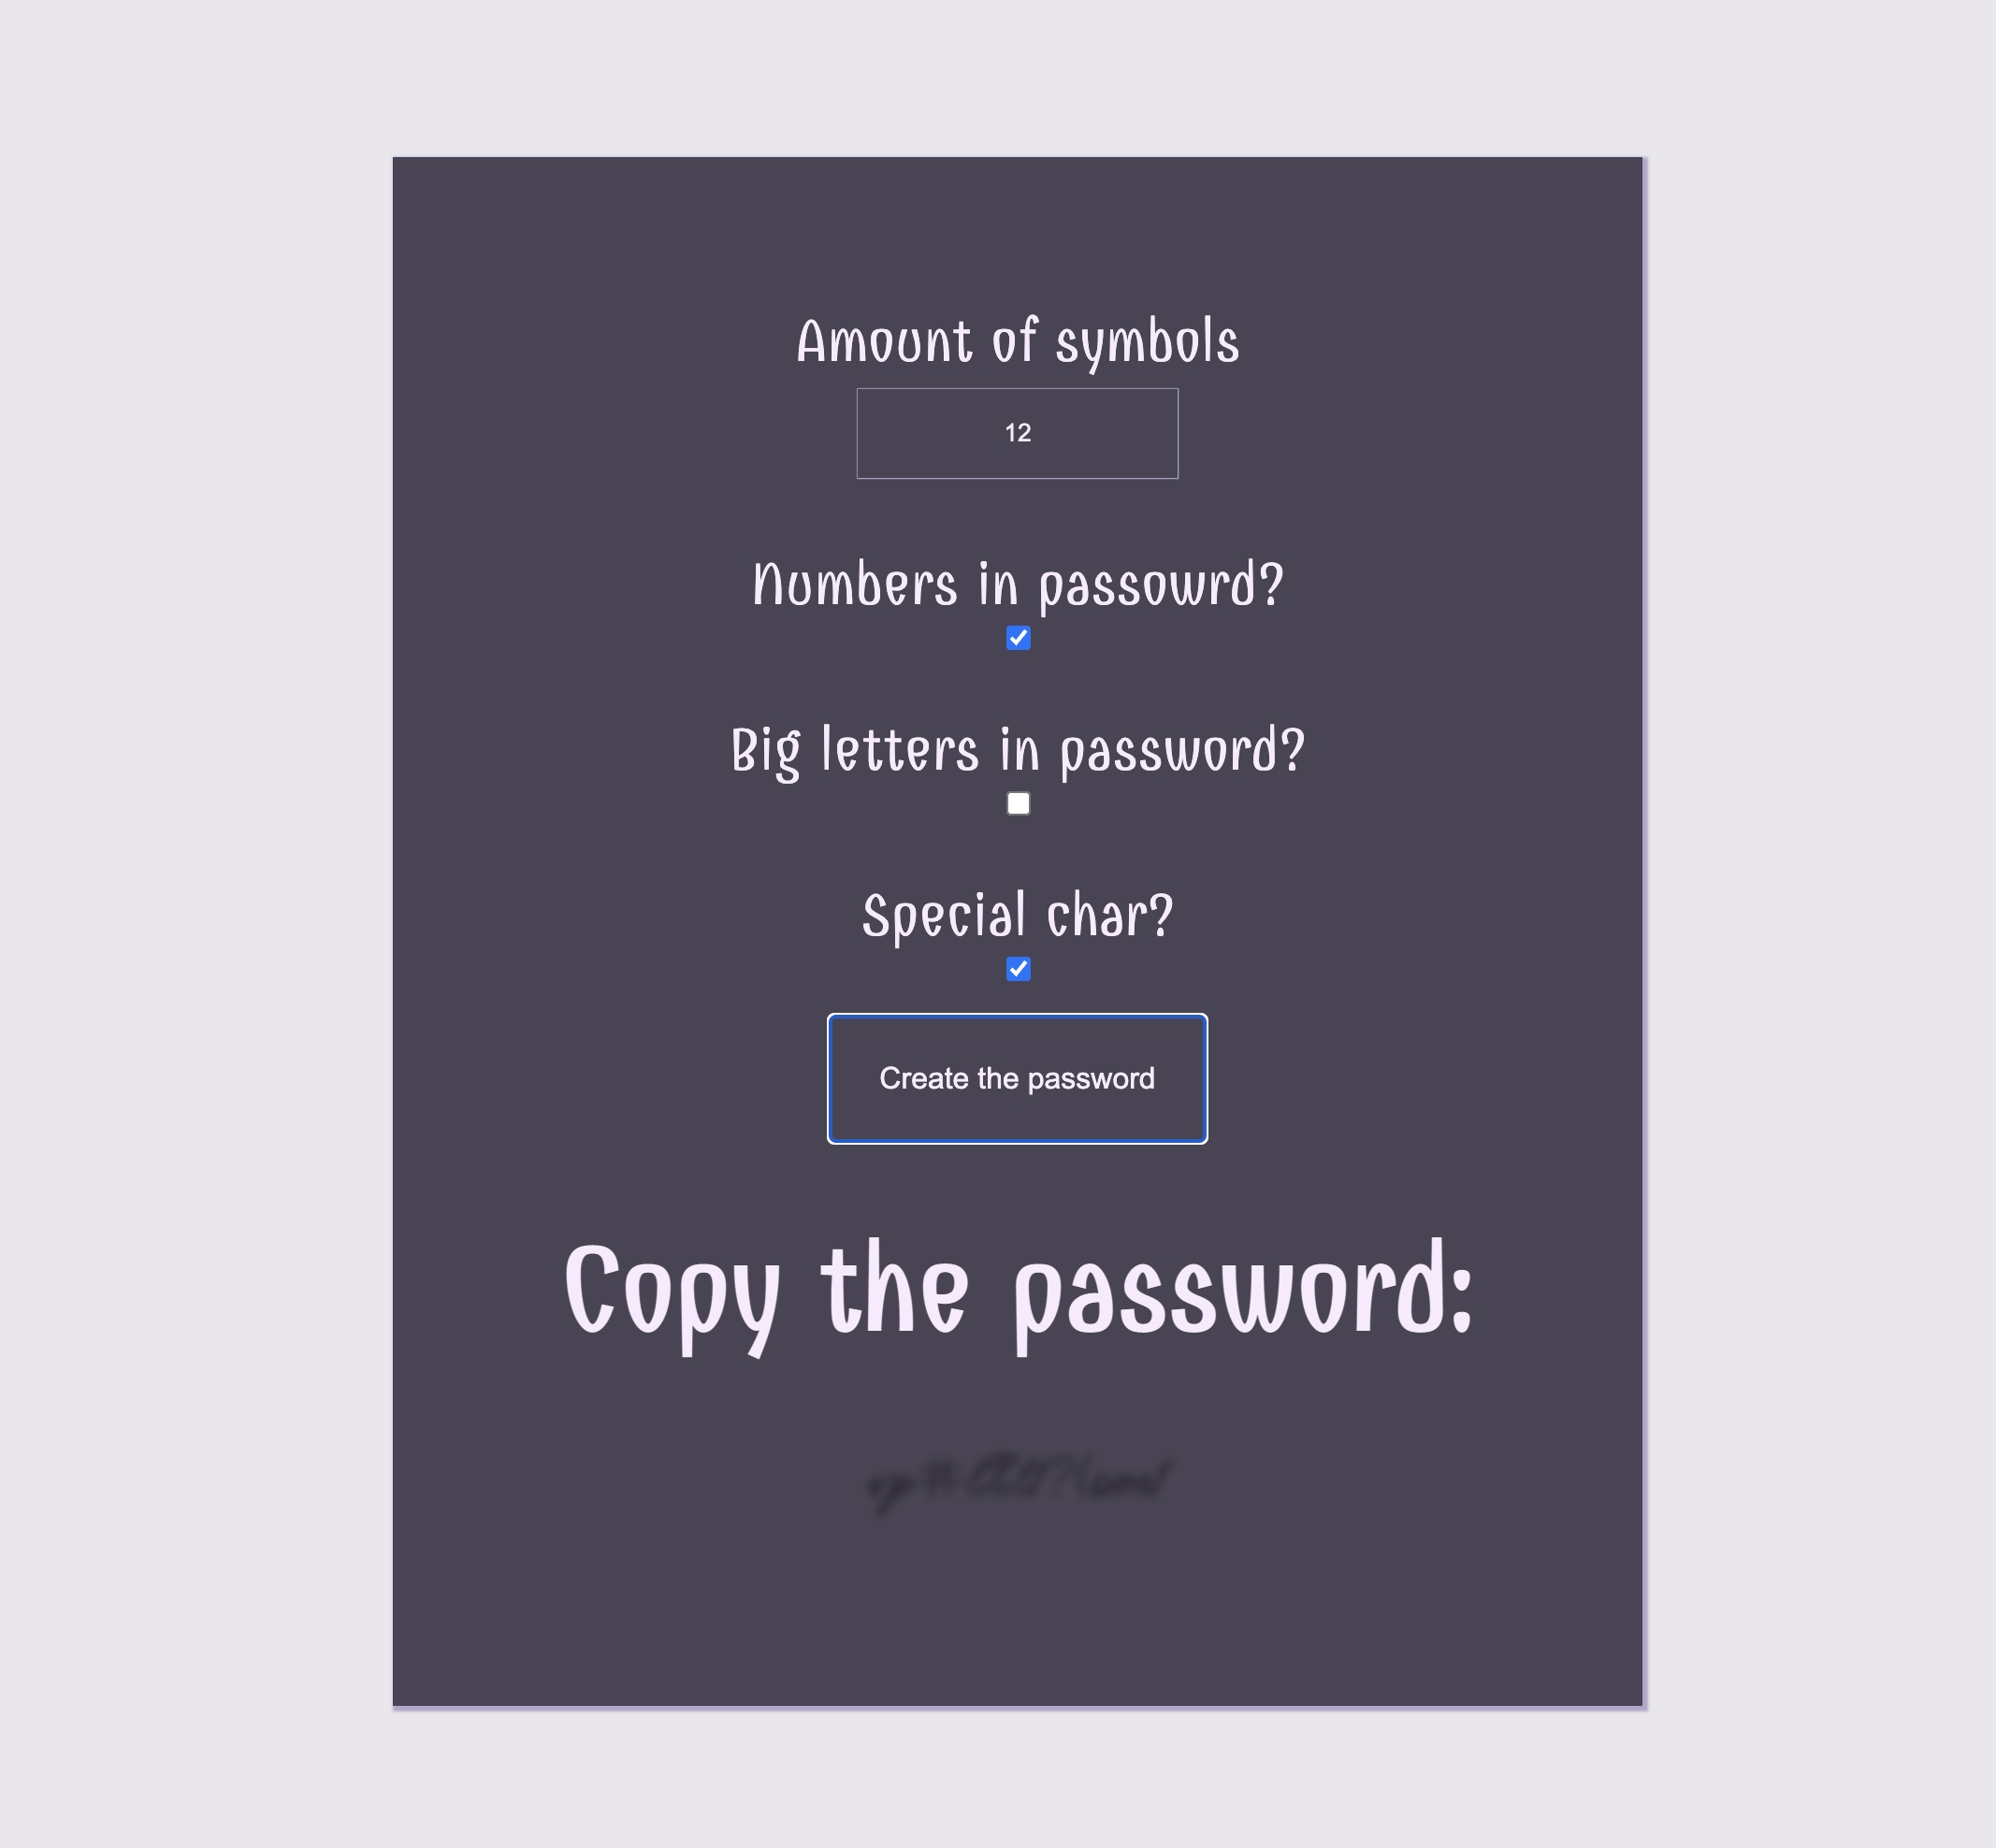 Amount of symbols
12
Numbers in passowrd?
Big letters in password?
Special char?
Create the password
Copy the password: